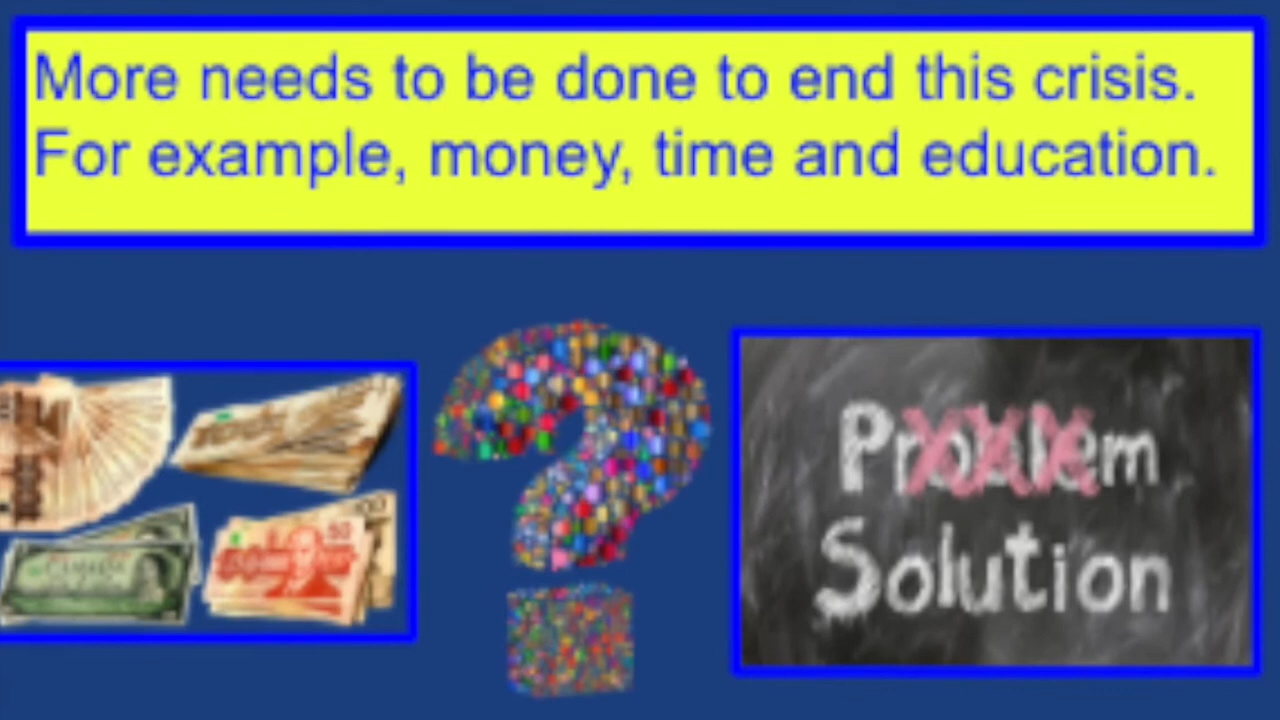 More needs to be done to end this crisis.
For example, money, time and education.
Problem
Solution